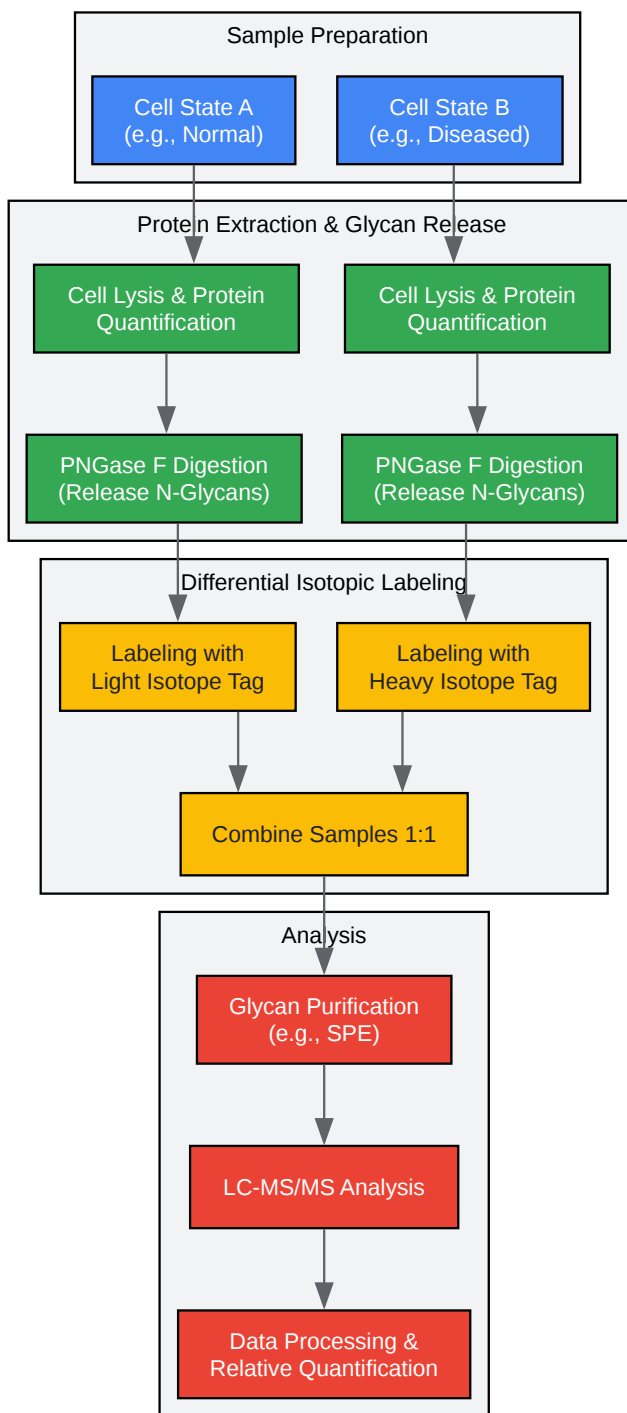 Sample Preparation
Cell State A
(e.g., Normal)
Cell State B
(e.g., Diseased)
Protein Extraction & Glycan Release
Cell Lysis & Protein
Quantification
Cell Lysis & Protein
Quantification
PNGase F Digestion
(Release N-Glycans)
PNGase F Digestion
(Release N-Glycans)
Differential Isotopic Labeling
Labeling with
Light Isotope Tag
Labeling with
Heavy Isotope Tag
Combine Samples 1:1
Analysis
Glycan Purification
(e.g., SPE)
LC-MS/MS Analysis
Data Processing &
Relative Quantification